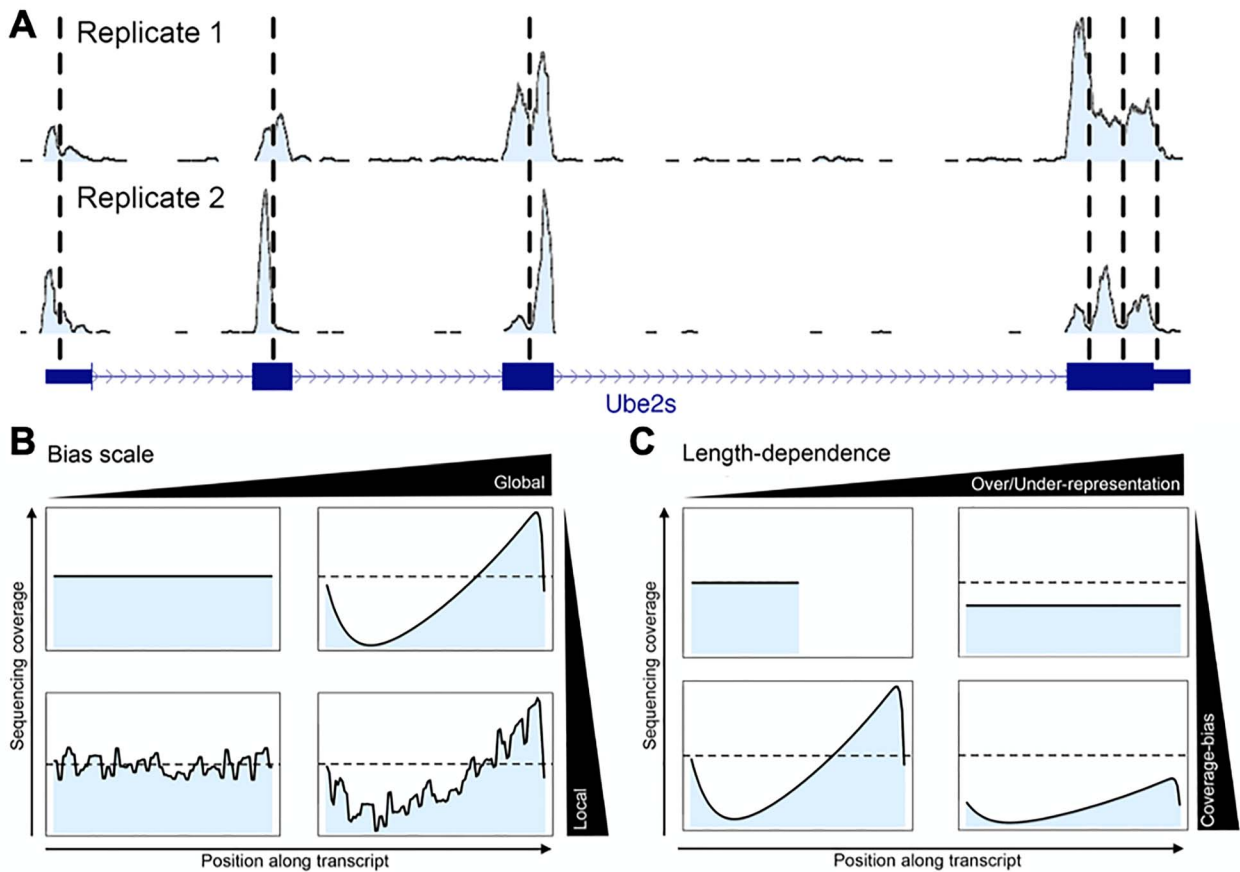 A
Replicate 1
Replicate 2
Ube2s
B
Bias scale
Global
Sequencing coverage
Local
Position along transcript
C
Length-dependence
Over/Under-representation
Sequencing coverage
Coverage-bias
Position along transcript